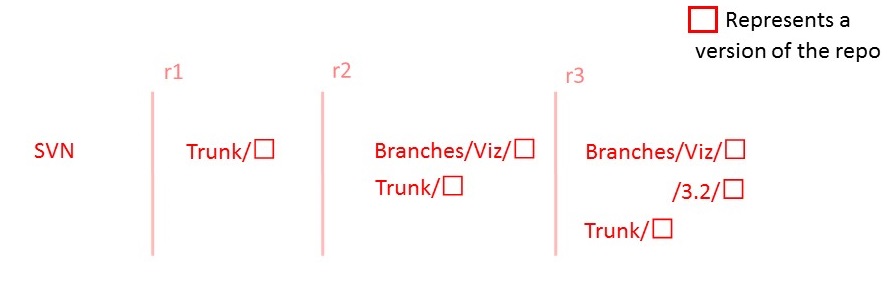 Represents a
version of the repo
r1
r2
r3
SVN
Trunk/
Branches/Viz/
Trunk/
Branches/Viz/
/3.2/
Trunk/